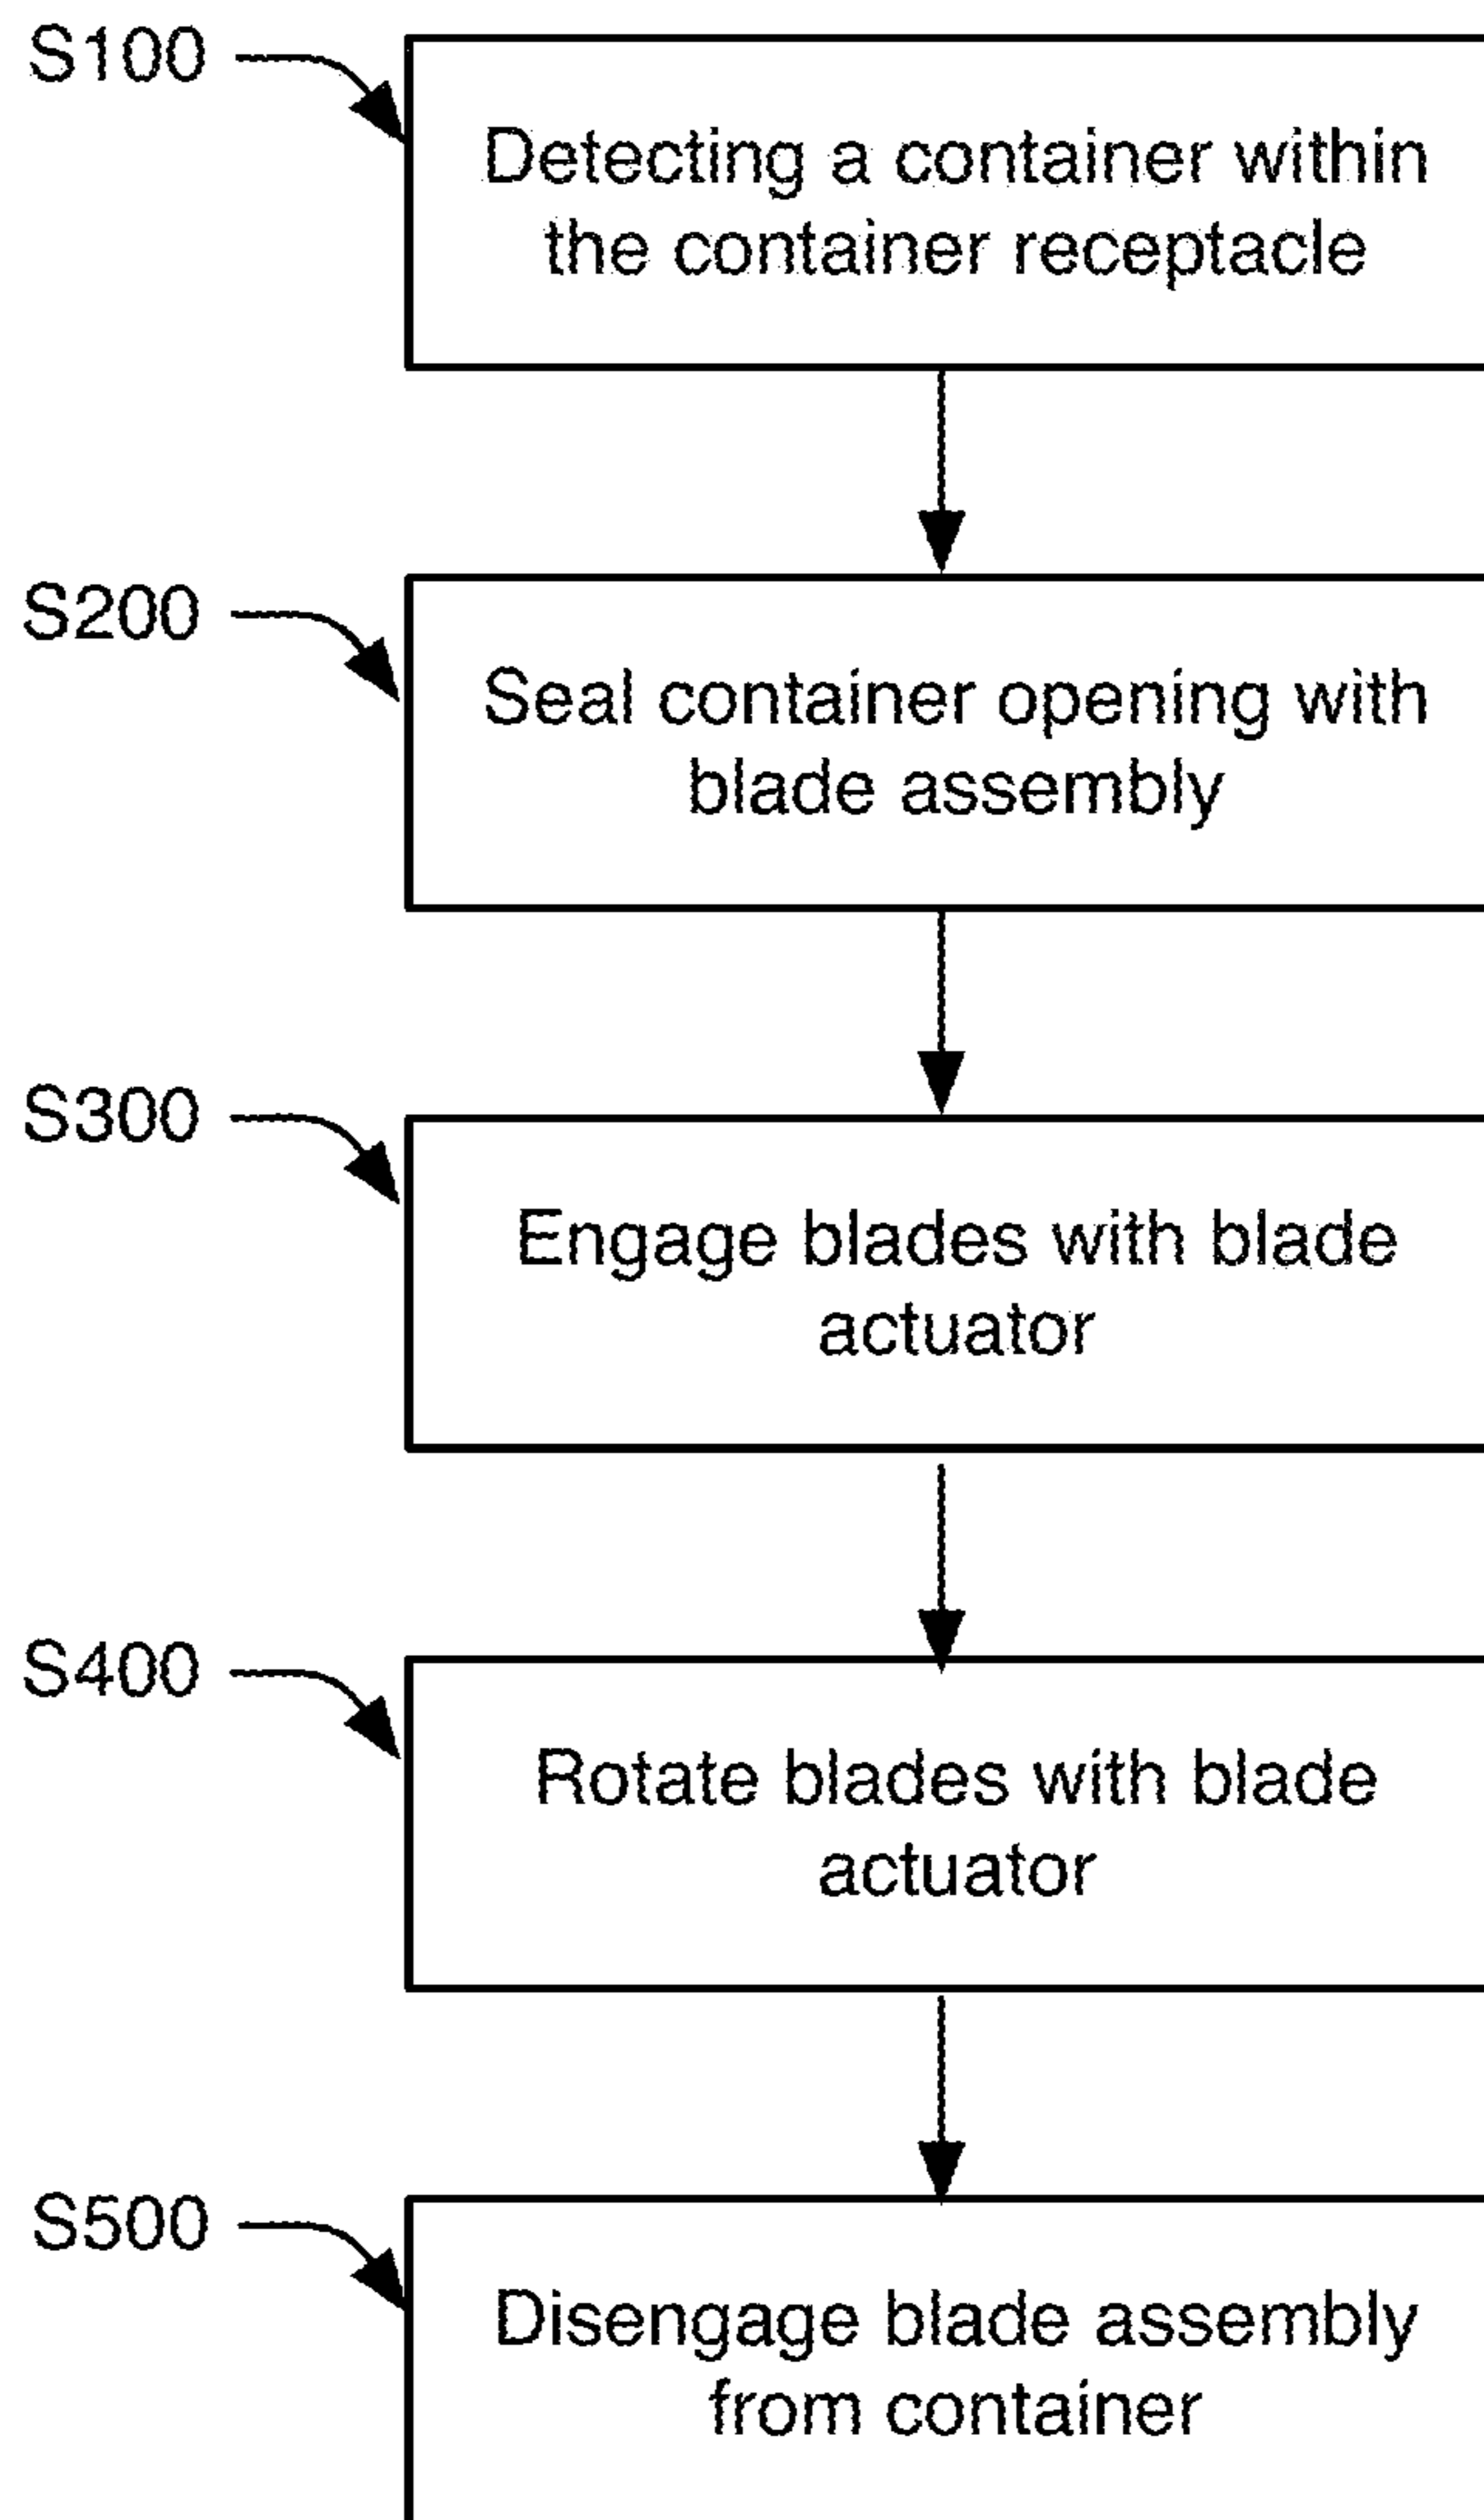 S100
Detecting a container within
the container receptacle
S200
Seal container opening with
blade assembly
S300
Engage blades with blade
actuator
S400
Rotate blades with blade
actuator
S500
Disengage blade assembly
from container